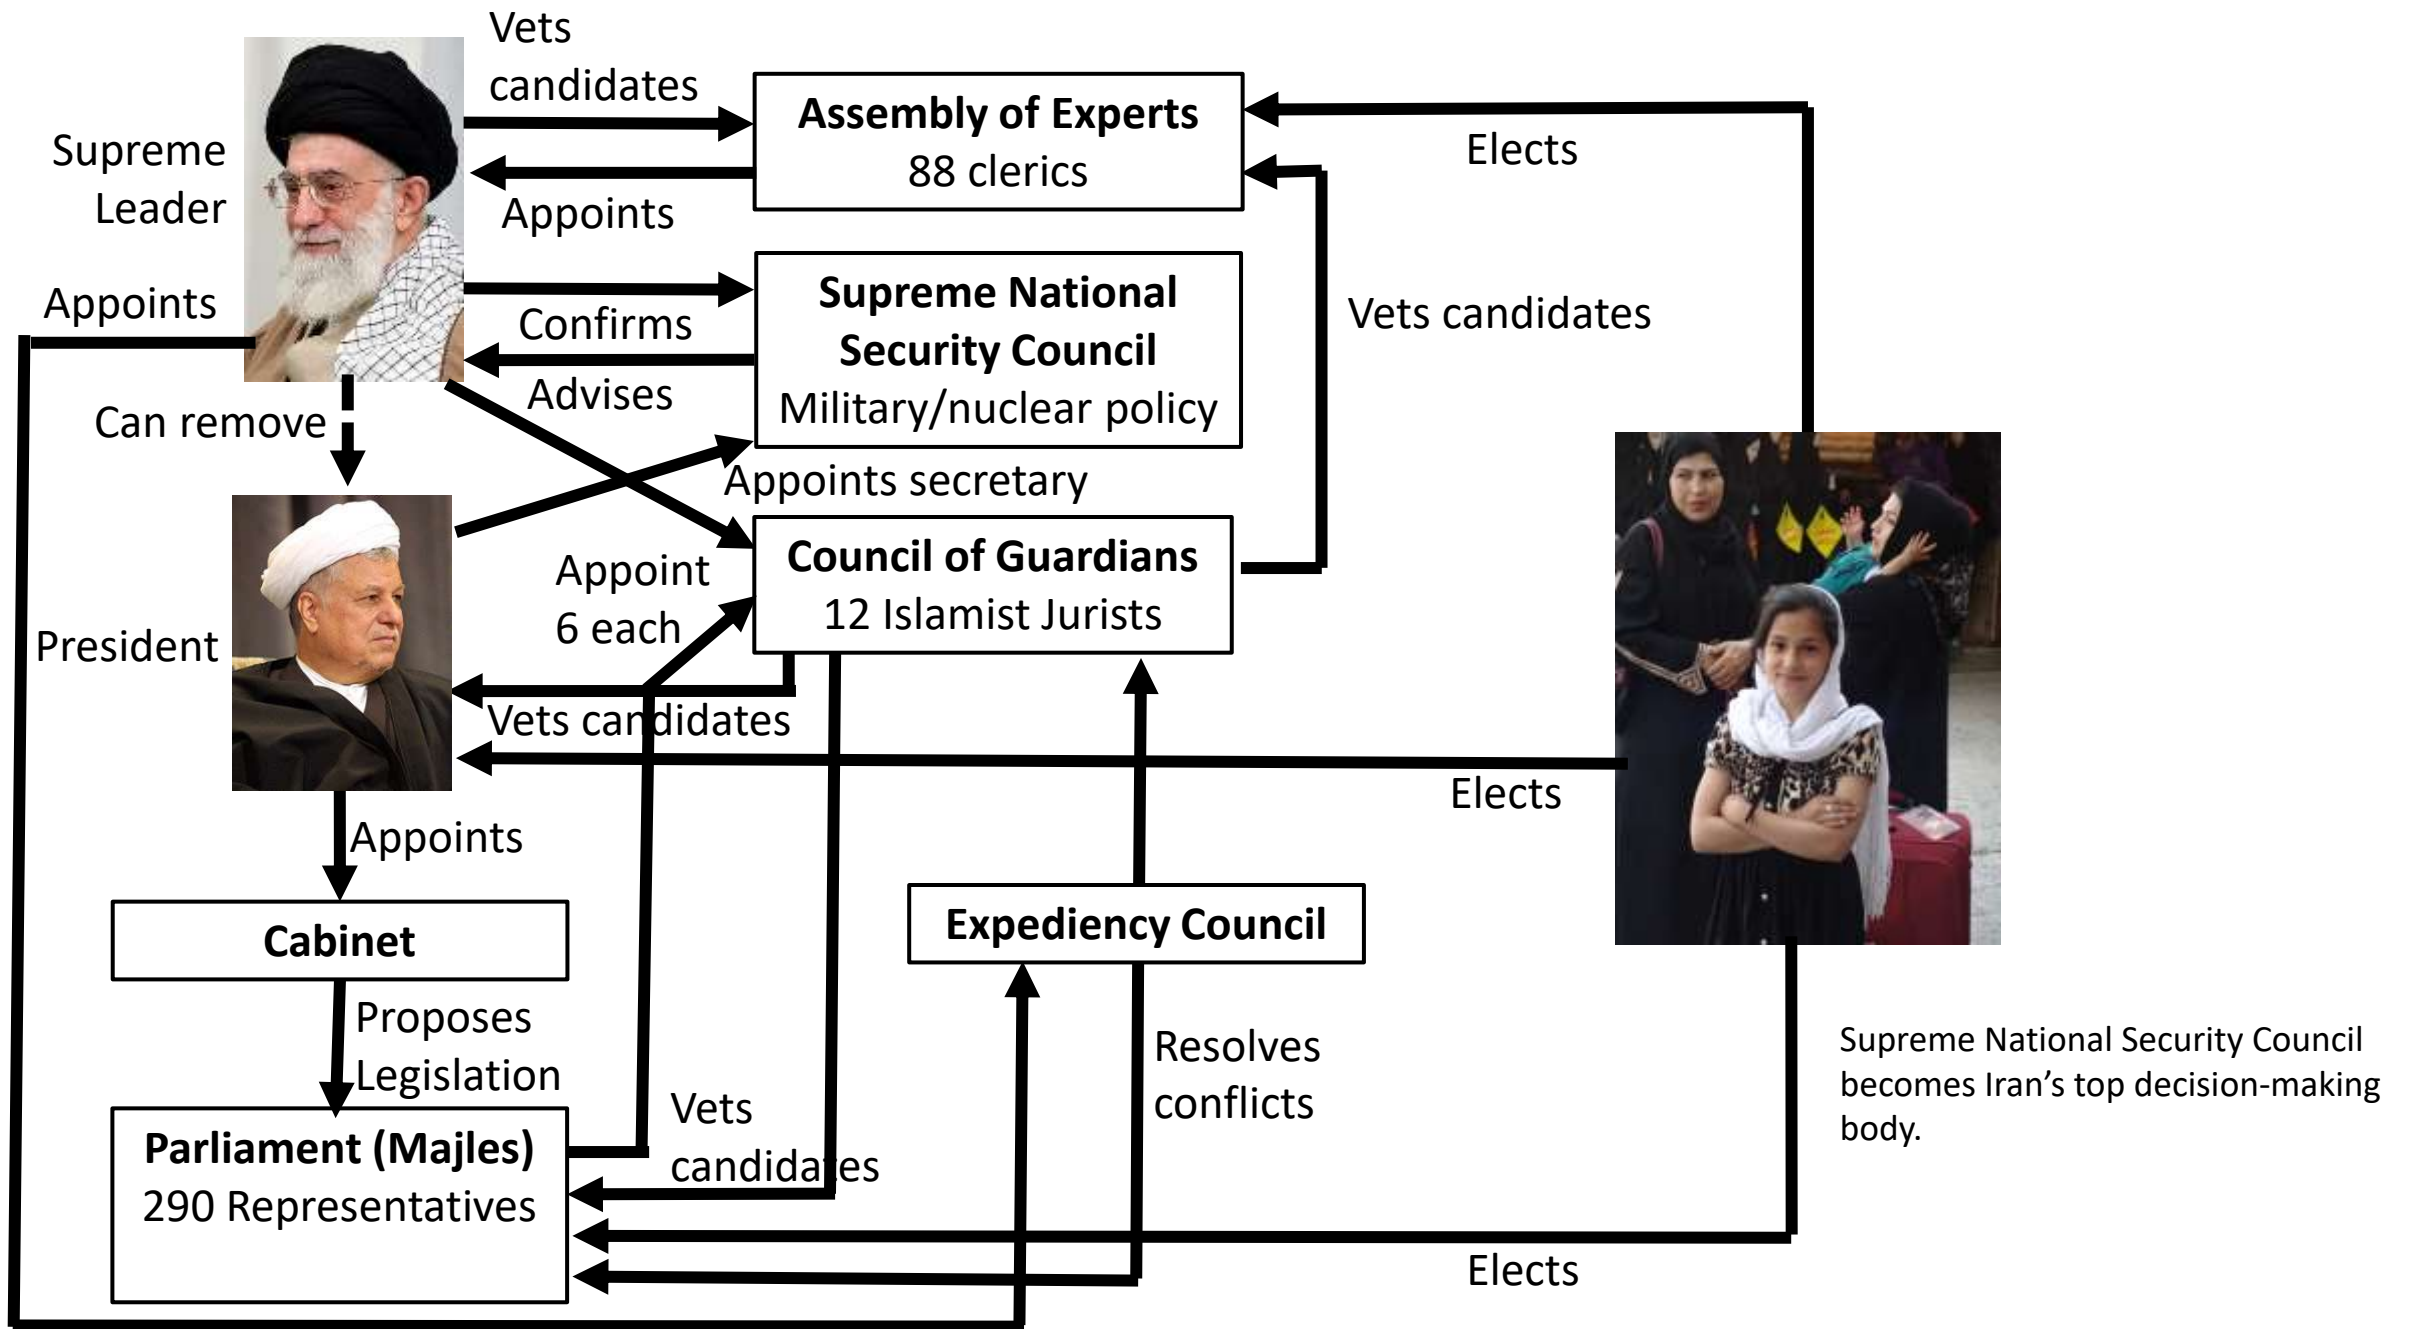 Vets
candidates
Supreme
Leader
Assembly of Experts
88 clerics
Elects
Appoints
Appoints
Supreme National
Security Council
Military/nuclear policy
Confirms
Advises
Vets candidates
Can remove
Appoints secretary
Council of Guardians
12 Islamist Jurists
Appoint
6 each
President
Vets candidates
Elects
Appoints
Cabinet
Expediency Council
Proposes
Legislation
Resolves
conflicts
Supreme National Security Council
becomes Iran’s top decision-making
body.
Vets
candidates
Parliament (Majles)
290 Representatives
Elects